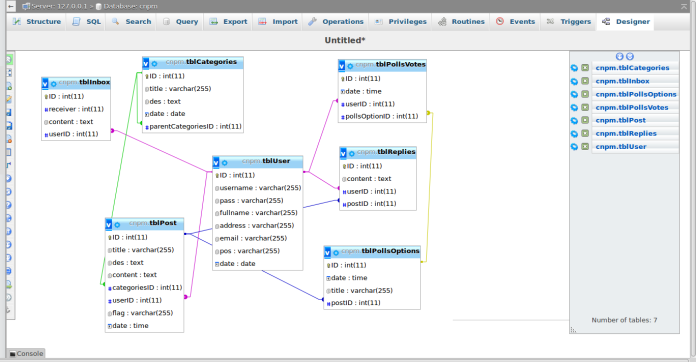 Server: 127.0.0.1 » Database: cnpm
Structure SQL Search Query Export Import Operations Privileges Routines Events Triggers Designer
Untitled*
cnpm.tblCategories
ID : int(11)
title : varchar(255)
des : text
date : date
parentCategoriesID : int(11)
cnpm.tblInbox
ID : int(11)
receiver : int(11)
content : text
userID : int(11)
cnpm.tblPollsVotes
ID : int(11)
date : time
userID : int(11)
pollsOptionID : int(11)
cnpm.tblUser
ID : int(11)
username : varchar(255)
pass : varchar(255)
fullname : varchar(255)
address : varchar(255)
email : varchar(255)
pos : varchar(255)
date : date
cnpm.tblReplies
ID : int(11)
content : text
userID : int(11)
postID : int(11)
cnpm.tblPost
ID : int(11)
title : varchar(255)
des : text
content : text
categoriesID : int(11)
userID : int(11)
flag : varchar(255)
date : time
cnpm.tblPollsOptions
ID : int(11)
date : time
title : varchar(255)
postID : int(11)
cnpm.tblCategories
cnpm.tblInbox
cnpm.tblPollsOptions
cnpm.tblPollsVotes
cnpm.tblPost
cnpm.tblReplies
cnpm.tblUser
Number of tables: 7
Console